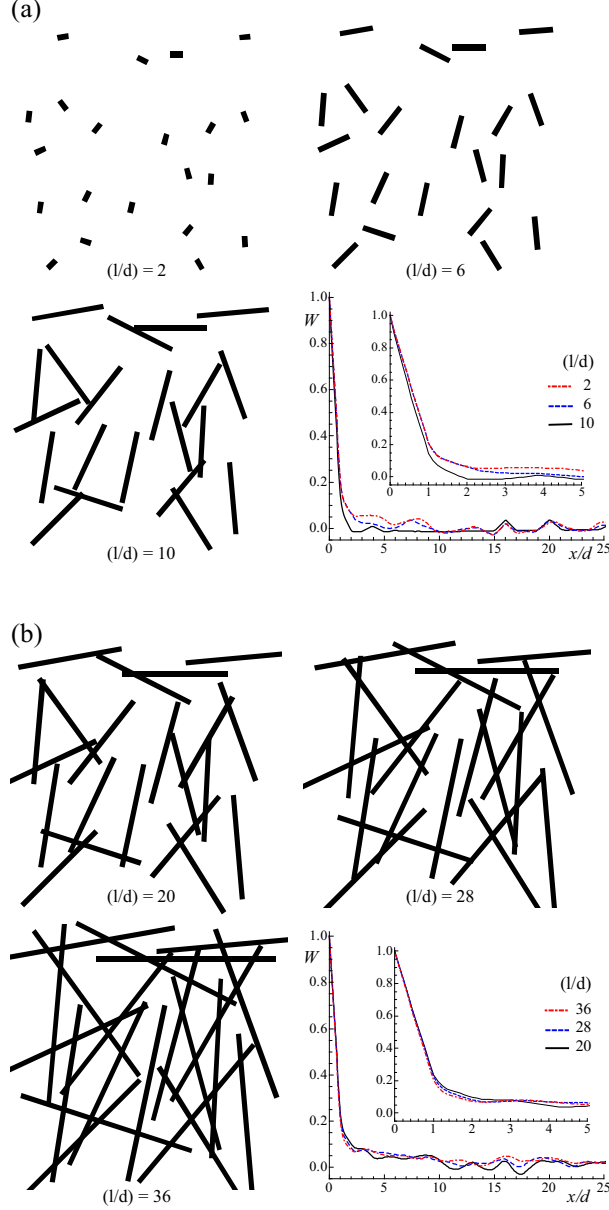 (a)
(l/d) = 2
(l/d) = 6
(l/d) = 10
1.0
W
0.8
0.6
0.4
0.2
0.0
0 5 10 15 20 25
x/d
1.0
0.8
0.6
0.4
0.2
0.0
0 1 2 3 4 5
(l/d)
2
6
10
(b)
(l/d) = 20
(l/d) = 28
(l/d) = 36
1.0
W
0.8
0.6
0.4
0.2
0.0
0 5 10 15 20 25
x/d
1.0
0.8
0.6
0.4
0.2
0.0
0 1 2 3 4 5
(l/d)
36
28
20